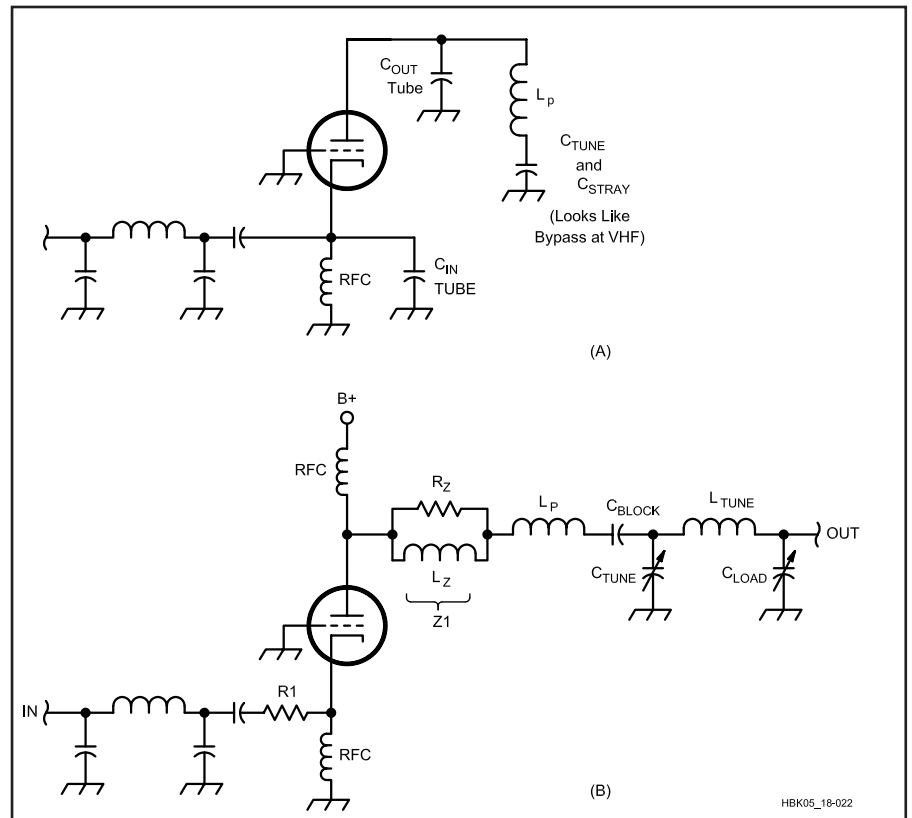 C_OUT
Tube
L_p
C_TUNE
and
C_STRAY
(Looks Like
Bypass at VHF)
RFC
C_IN
TUBE
(A)
B+
RFC
R_Z
L_P
C_BLOCK
L_TUNE
OUT
C_TUNE
C_LOAD
L_Z
Z1
IN
R1
RFC
(B)
HBK05_18-022